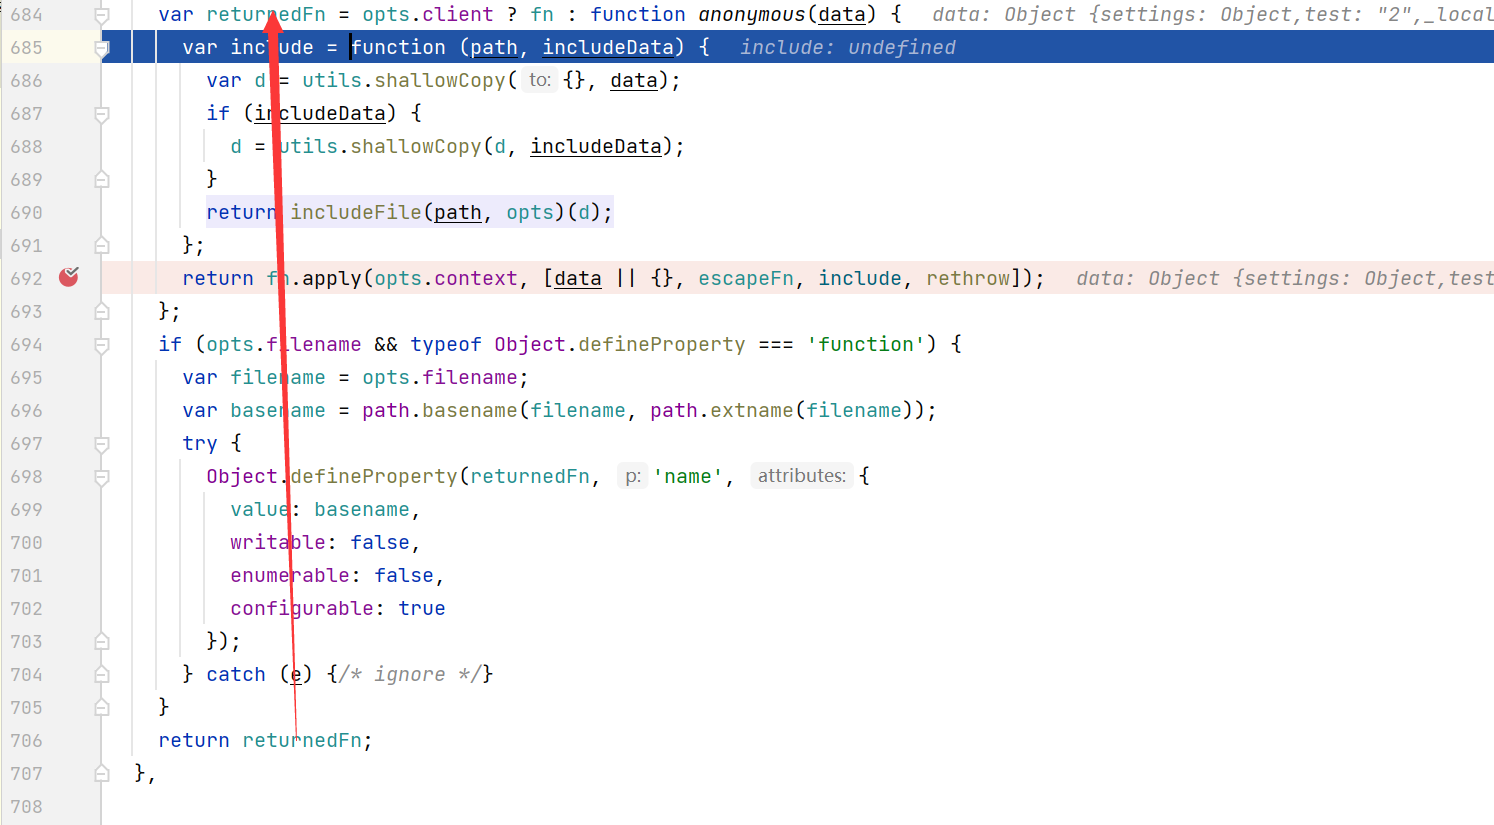 684 var returnedFn = opts.client ? fn : function anonymous(data) { data: Object {settings: Object,test: "2",_local
685 var include = function (path, includeData) { include: undefined
686 var d = utils.shallowCopy( to: {}, data);
687 if (includeData) {
688 d = utils.shallowCopy(d, includeData);
689 }
690 return includeFile(path, opts)(d);
691 };
692 return fn.apply(opts.context, [data || {}, escapeFn, include, rethrow]); data: Object {settings: Object,test
693 };
694 if (opts.filename && typeof Object.defineProperty === 'function') {
695 var filename = opts.filename;
696 var basename = path.basename(filename, path.extname(filename));
697 try {
698 Object.defineProperty(returnedFn, p: 'name', attributes: {
699 value: basename,
700 writable: false,
701 enumerable: false,
702 configurable: true
703 });
704 } catch (e) {/* ignore */}
705 }
706 return returnedFn;
707 },
708